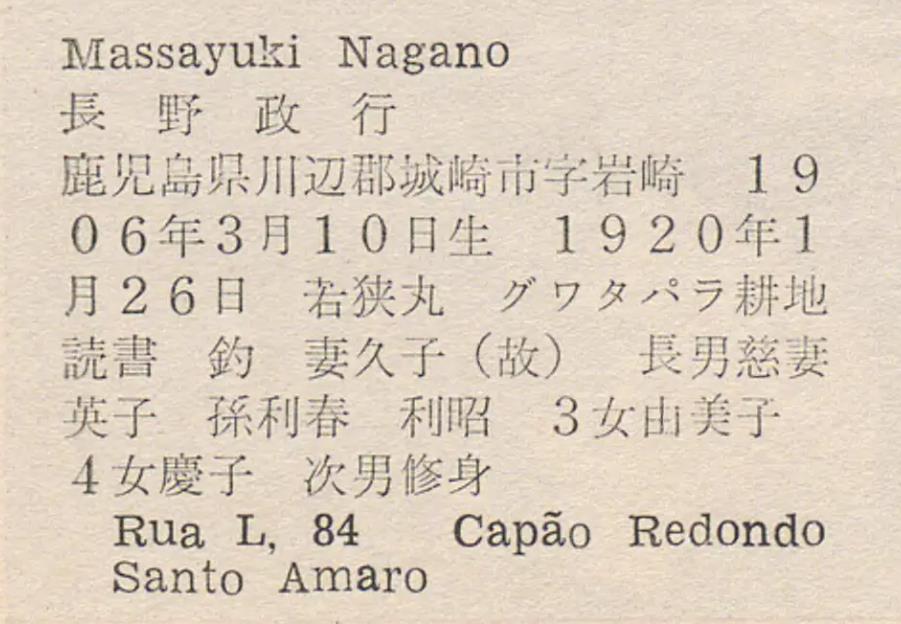 Massayuki Nagano
長　野　政　行
鹿児島県川辺郡城崎市字岩崎　１９
０６年３月１０日生　１９２０年１
月２６日　若狭丸　グワタパラ耕地
読書　釣　妻久子（故）　長男慈妻
英子　孫利春　利昭　３女由美子
４女慶子　次男修身
Rua L, 84　Capão Redondo
Santo Amaro